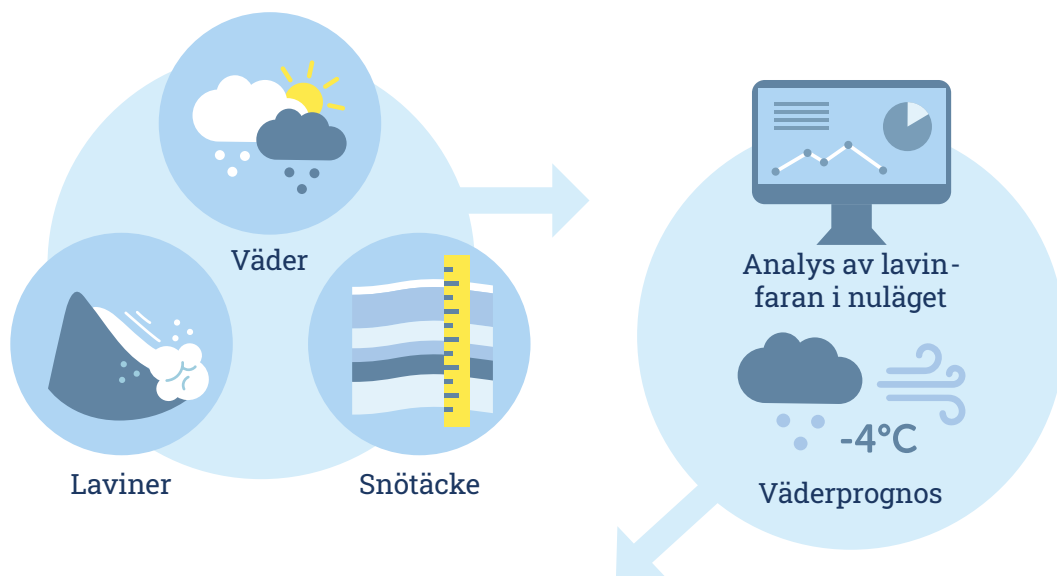 Väder
Laviner
Snötäcke
Analys av lavin-
faran i nuläget
-4°C
Väderprognos